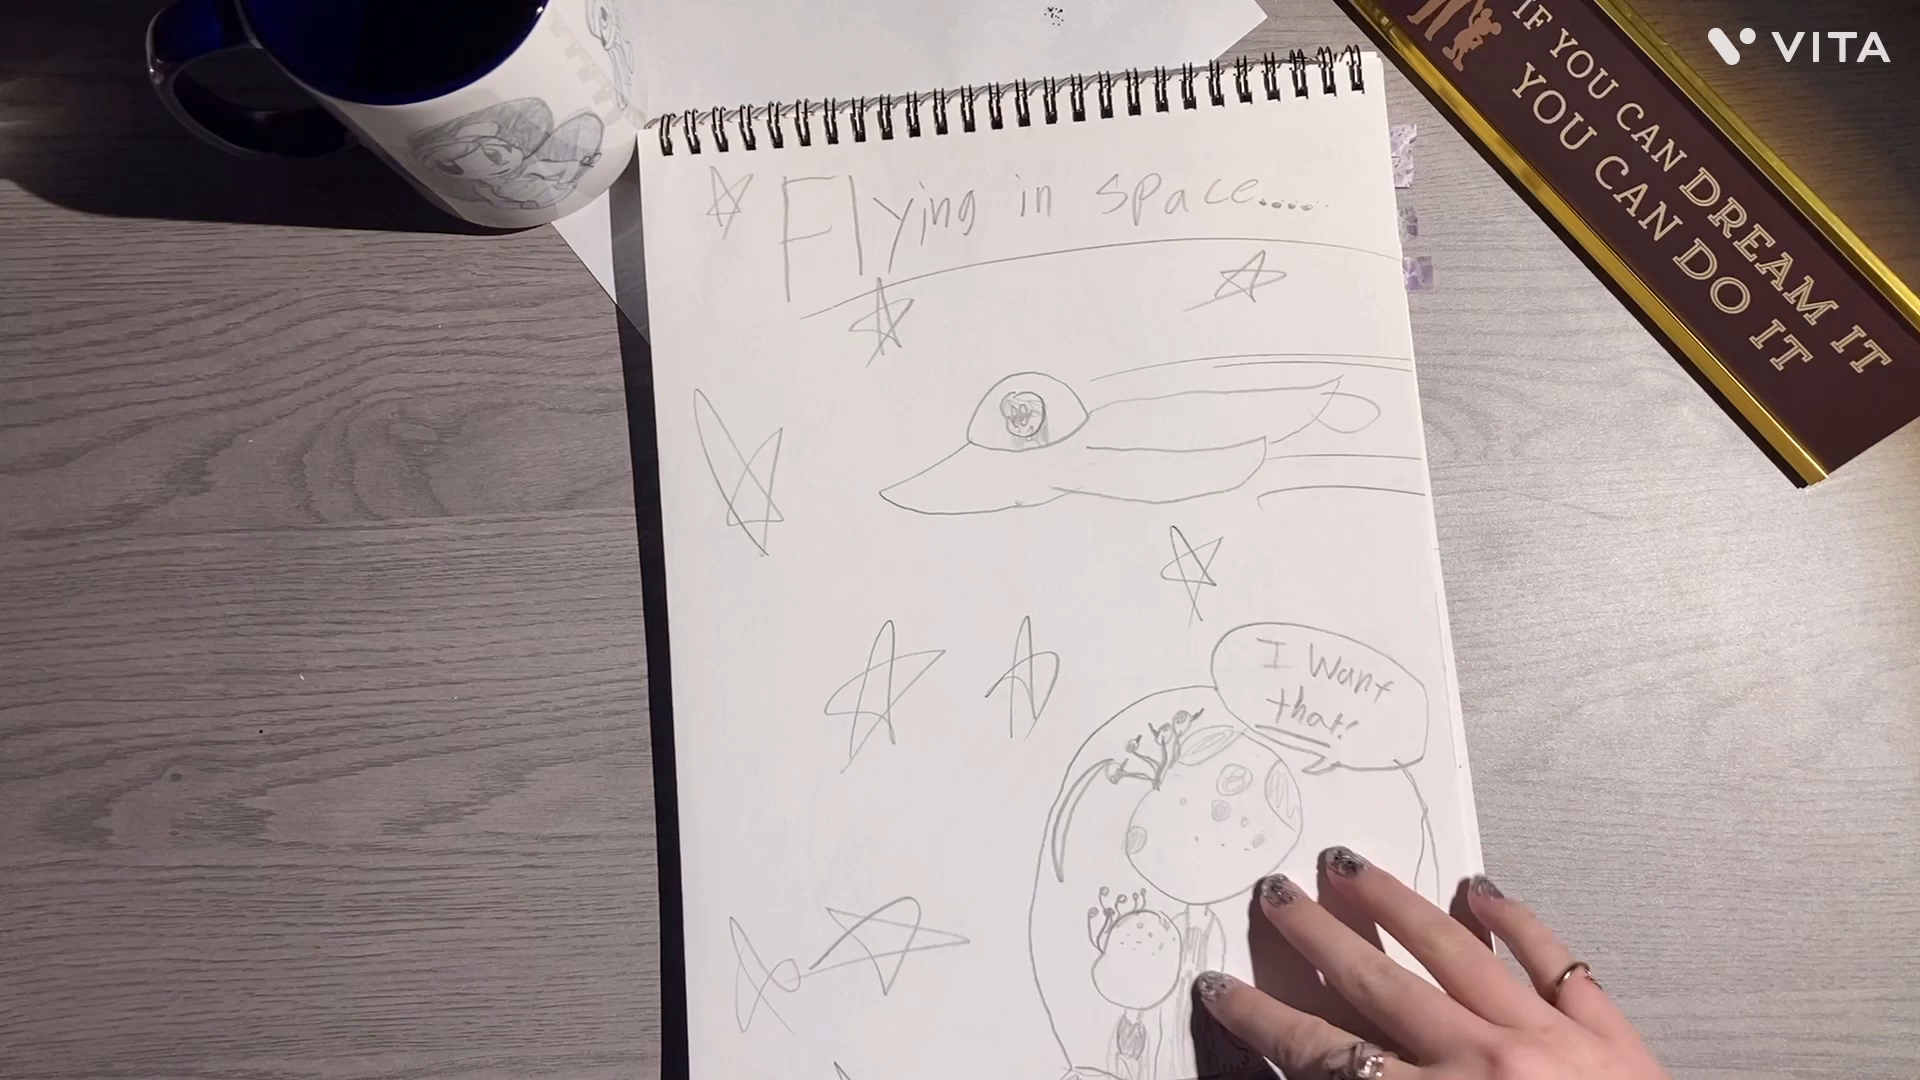 VITA
IF YOU CAN DREAM IT
YOU CAN DO IT
Flying in space.....
I Want
that!